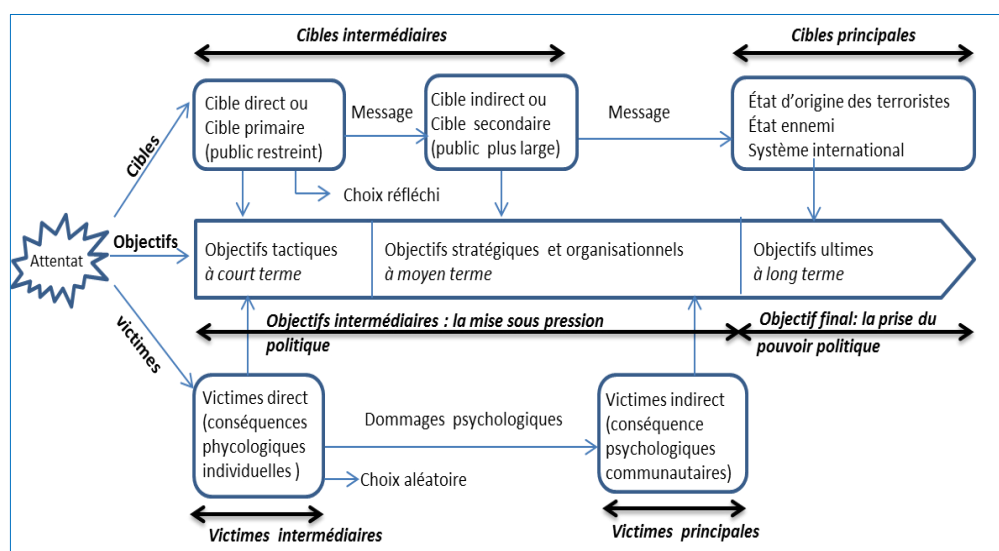 Cibles intermédiaires
Cibles principales
Cible direct ou
Cible primaire
(public restreint)
Message
Cible indirect ou
Cible secondaire
(public plus large)
Message
État d'origine des terroristes
État ennemi
Système international
Cibles
Choix réfléchi
Attentat
Objectifs
Objectifs tactiques
à court terme
Objectifs stratégiques et organisationnels
à moyen terme
Objectifs ultimes
à long terme
victimes
Objectifs intermédiaires : la mise sous pression
politique
Objectif final: la prise du
pouvoir politique
Victimes direct
(conséquences
phycologiques
individuelles )
Dommages psychologiques
Choix aléatoire
Victimes indirect
(conséquence
psychologiques
communautaires)
Victimes intermédiaires
Victimes principales